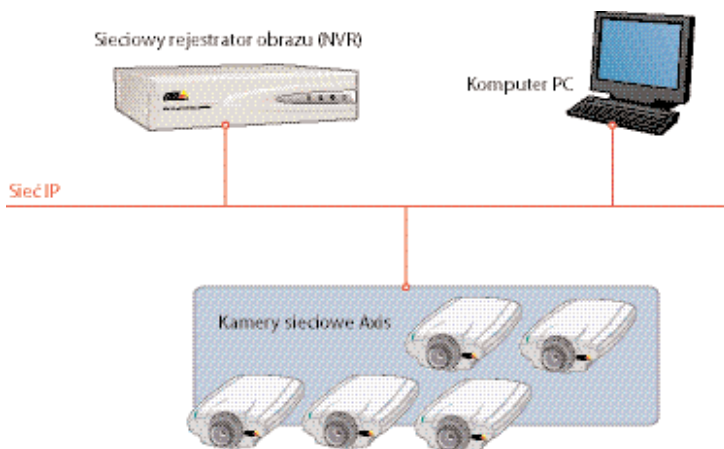 Sieciowy rejestrator obrazu (NVR)
Komputer PC
Sieć IP
Kamery sieciowe Axis